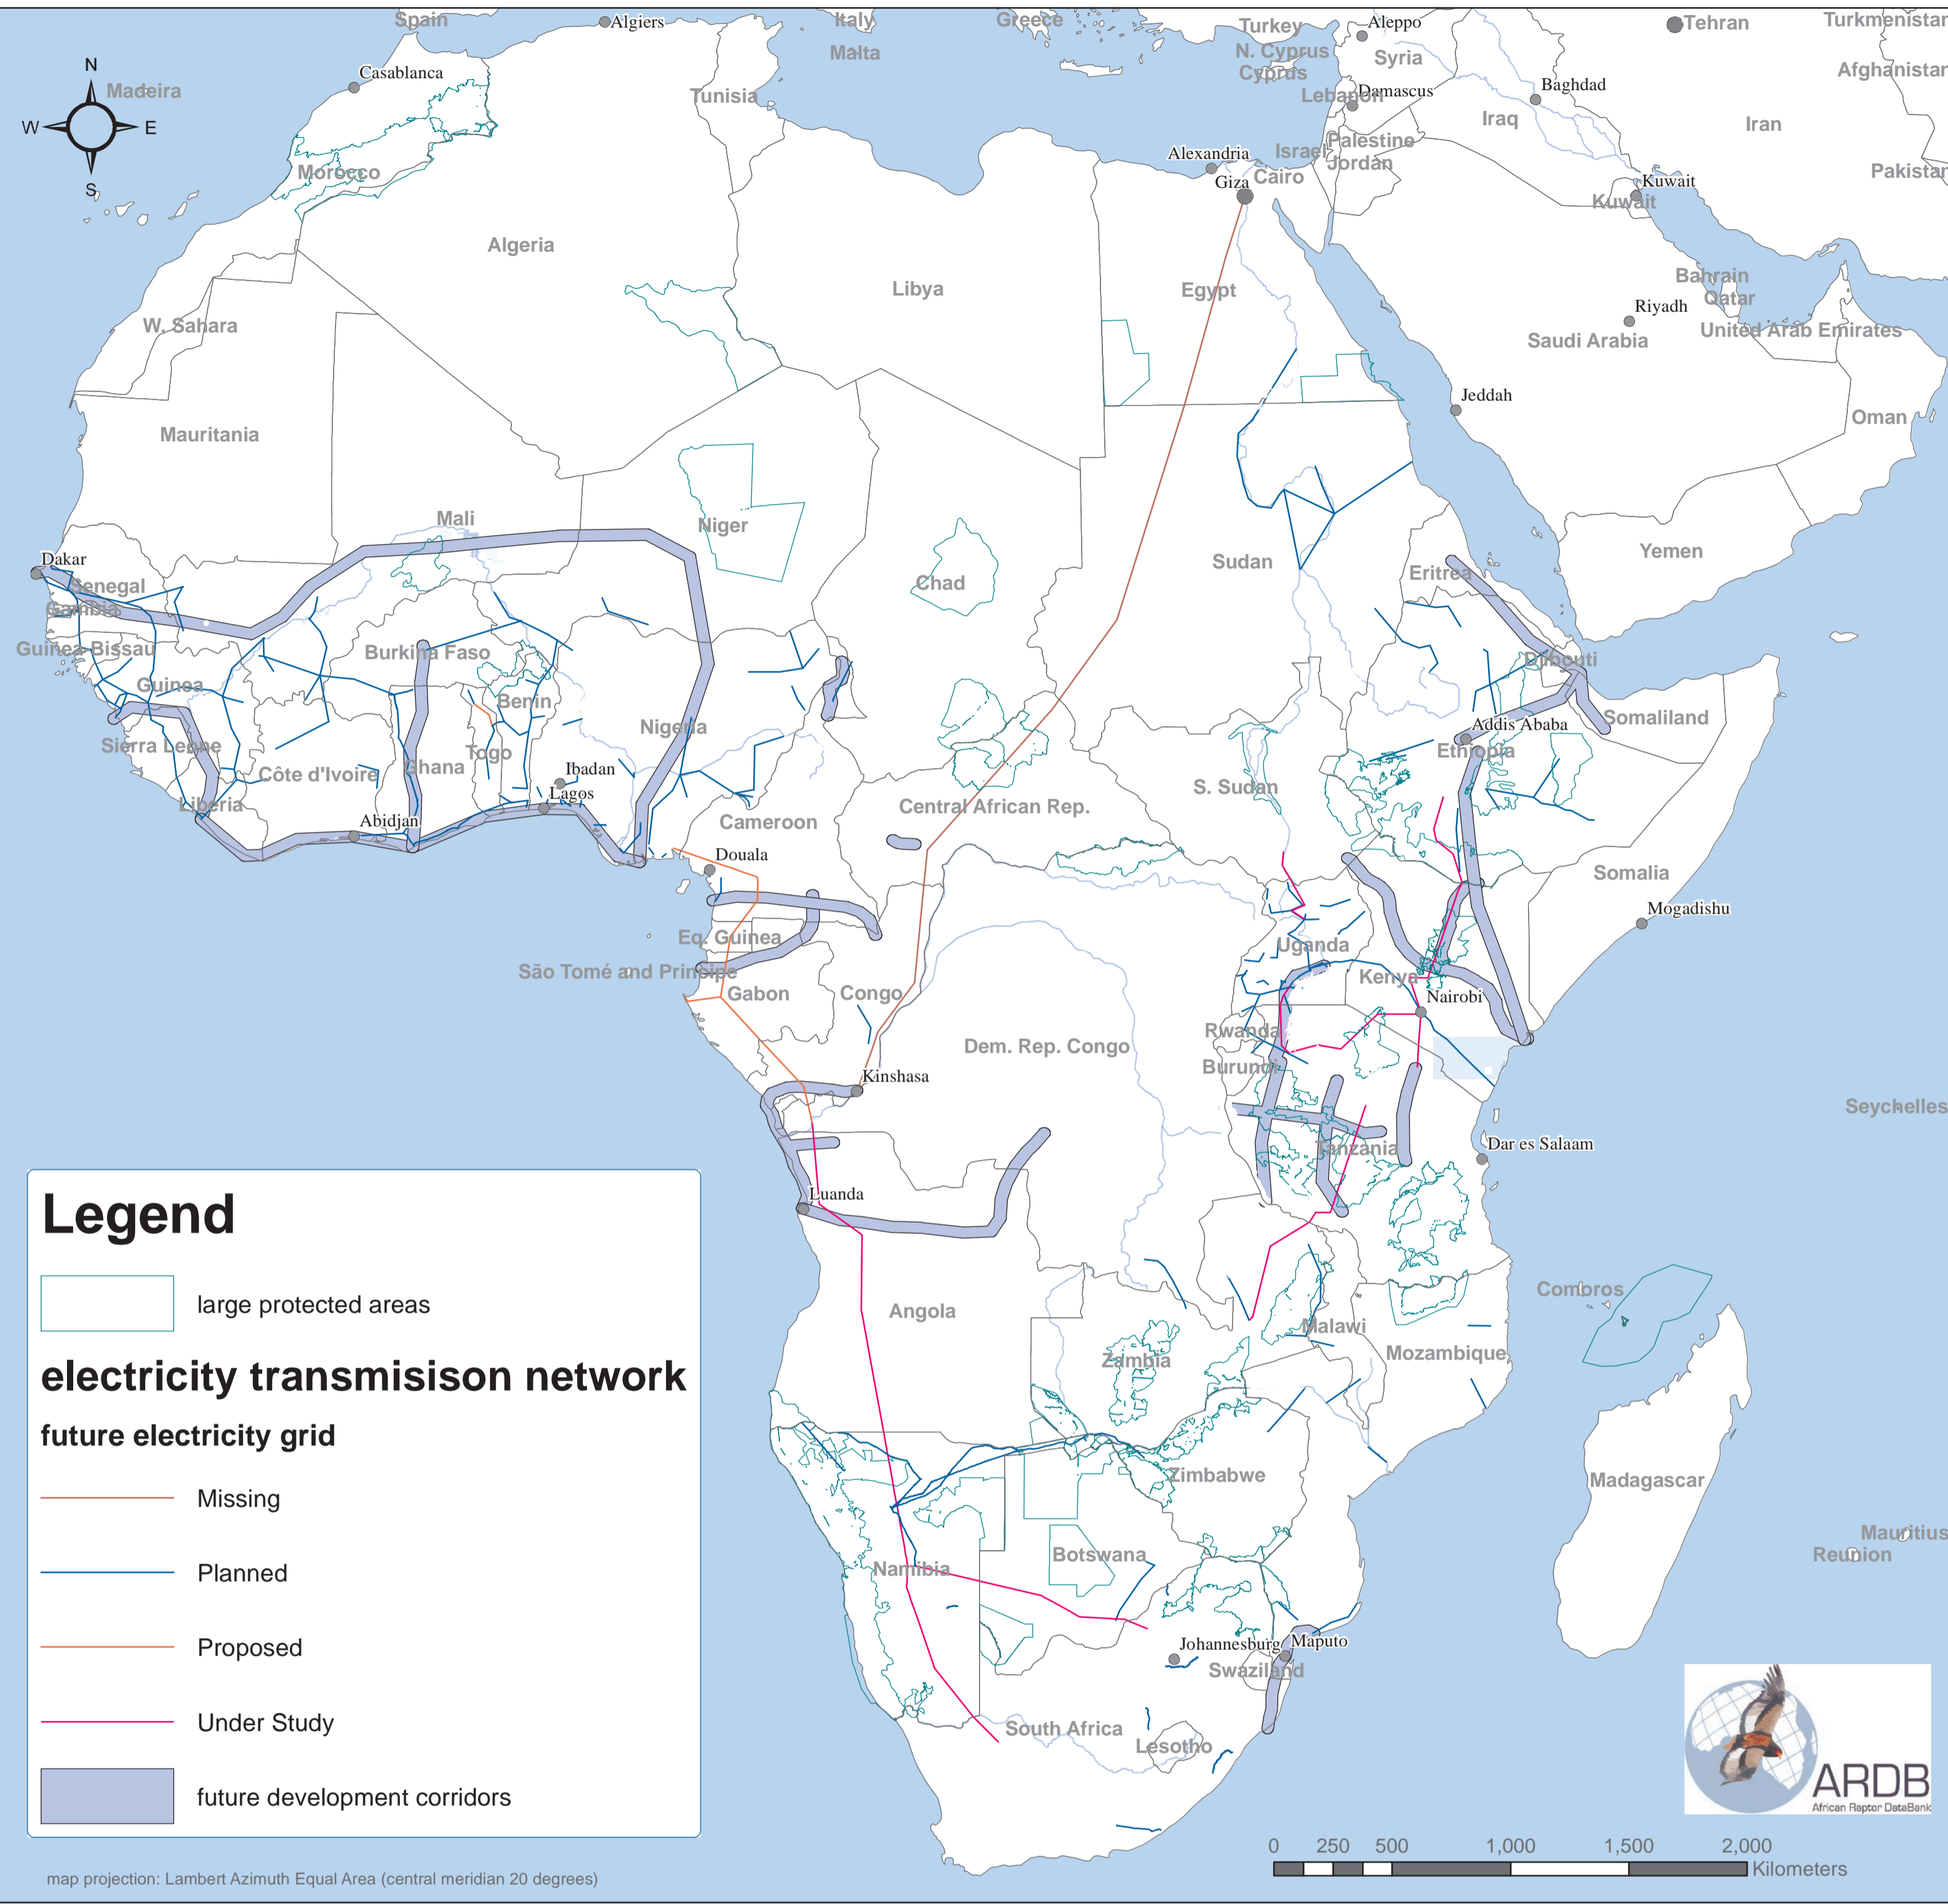 Spain
Algiers
Italy
Greece
Turkey
Aleppo
Tehran
Turkmenistan
Malta
N. Cyprus
Syria
Cyprus
Afghanistan
N
Madeira
Casablanca
Tunisia
Lebanon
Damascus
Baghdad
W
E
Iraq
Iran
S
Morocco
Alexandria
Israel
Palestine
Jordan
Giza
Cairo
Pakistan
Kuwait
Kuwait
Algeria
Libya
Egypt
Bahrain
Qatar
Riyadh
W. Sahara
Saudi Arabia
United Arab Emirates
Jeddah
Mauritania
Oman
Mali
Niger
Chad
Sudan
Yemen
Dakar
Senegal
Gambia
Eritrea
Guinea-Bissau
Burkina Faso
Djibouti
Guinea
Benin
Nigeria
Somaliland
Addis Ababa
Ethiopia
Sierra Leone
Togo
Côte d'Ivoire
Ghana
Ibadan
Lagos
S. Sudan
Liberia
Abidjan
Cameroon
Central African Rep.
Douala
Somalia
Mogadishu
Eq. Guinea
Uganda
São Tomé and Principe
Gabon
Congo
Kenya
Nairobi
Rwanda
Dem. Rep. Congo
Burundi
Kinshasa
Seychelles
Tanzania
Dar es Salaam
Luanda
Angola
Comoros
Malawi
Zambia
Mozambique
Zimbabwe
Madagascar
Mauritius
Reunion
Botswana
Namibia
Johannesburg
Maputo
Swaziland
South Africa
Lesotho
Legend
large protected areas
electricity transmisison network
future electricity grid
Missing
Planned
Proposed
Under Study
future development corridors
map projection: Lambert Azimuth Equal Area (central meridian 20 degrees)
ARDB
African Raptor DataBank
0 250 500 1,000 1,500 2,000
Kilometers